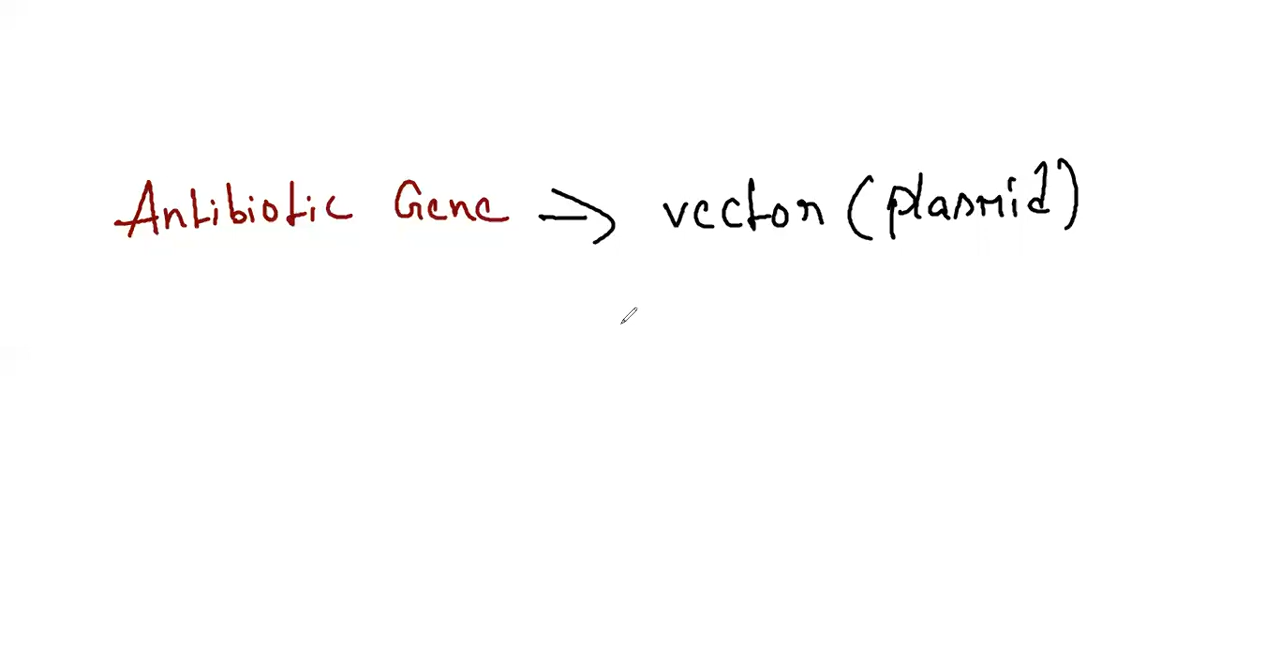 Antibiotic Gene => vector (plasmid)